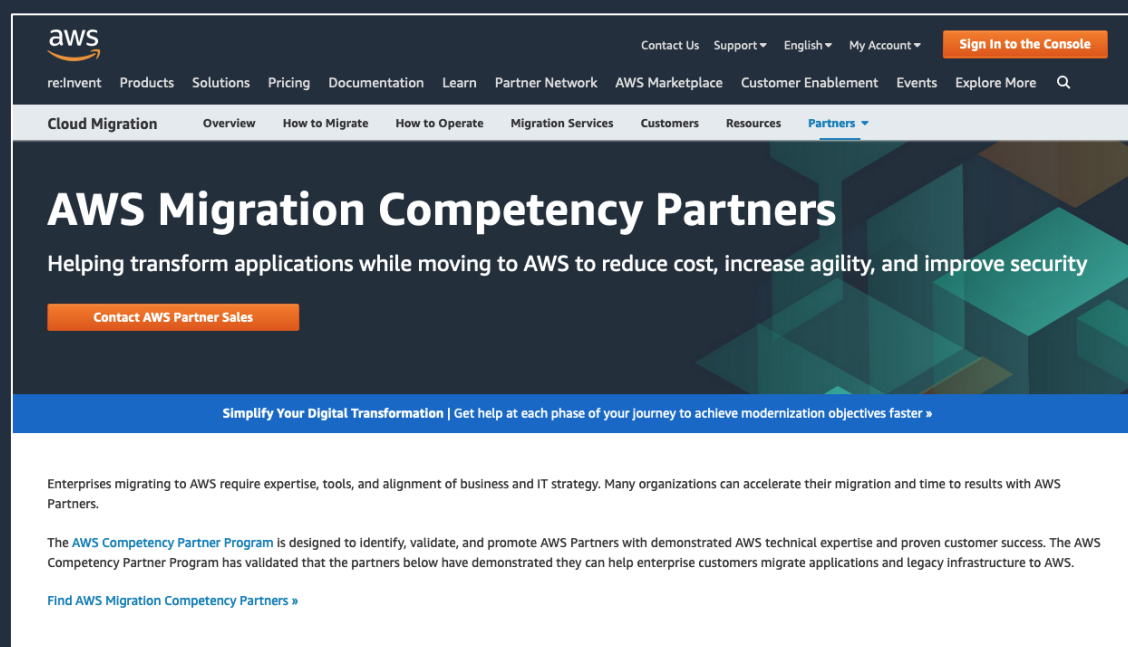 aws
Contact Us Support English My Account Sign In to the Console
re:Invent Products Solutions Pricing Documentation Learn Partner Network AWS Marketplace Customer Enablement Events Explore More
Cloud Migration Overview How to Migrate How to Operate Migration Services Customers Resources Partners
AWS Migration Competency Partners
Helping transform applications while moving to AWS to reduce cost, increase agility, and improve security
Contact AWS Partner Sales
Simplify Your Digital Transformation | Get help at each phase of your journey to achieve modernization objectives faster »
Enterprises migrating to AWS require expertise, tools, and alignment of business and IT strategy. Many organizations can accelerate their migration and time to results with AWS
Partners.
The AWS Competency Partner Program is designed to identify, validate, and promote AWS Partners with demonstrated AWS technical expertise and proven customer success. The AWS
Competency Partner Program has validated that the partners below have demonstrated they can help enterprise customers migrate applications and legacy infrastructure to AWS.
Find AWS Migration Competency Partners »